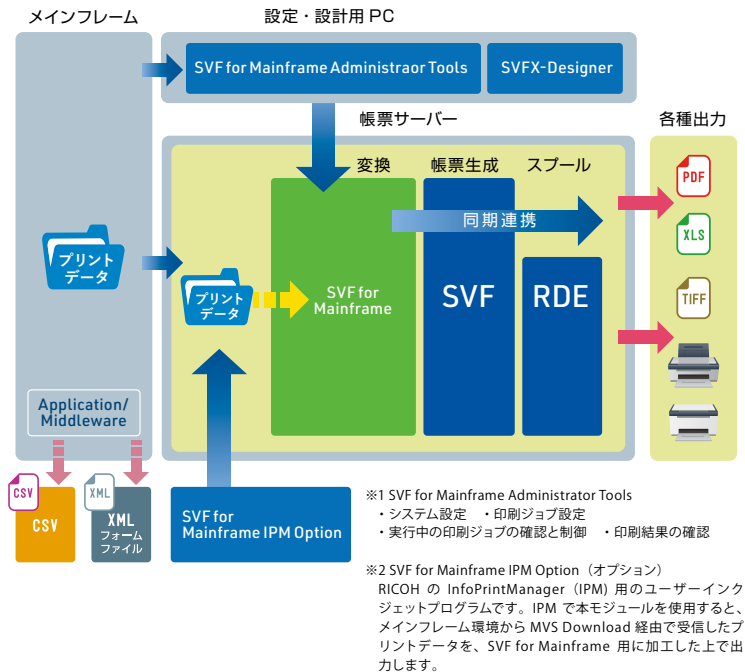 メインフレーム
設定・設計用 PC
SVF for Mainframe Administraor Tools
SVFX-Designer
帳票サーバー
各種出力
変換
帳票生成
スプール
同期連携
プリント
データ
プリント
データ
SVF for
Mainframe
SVF
RDE
PDF
XLS
TIFF
Application/
Middleware
CSV
CSV
XML
XML
フォーム
ファイル
SVF for
Mainframe IPM Option
※1 SVF for Mainframe Administrator Tools
・システム設定 ・印刷ジョブ設定
・実行中の印刷ジョブの確認と制御 ・印刷結果の確認
※2 SVF for Mainframe IPM Option（オプション）
RICOH の InfoPrintManager（IPM) 用のユーザーインク
ジェットプログラムです。IPM で本モジュールを使用すると、
メインフレーム環境から MVS Download 経由で受信したプ
リントデータを、SVF for Mainframe 用に加工した上で出
力します。